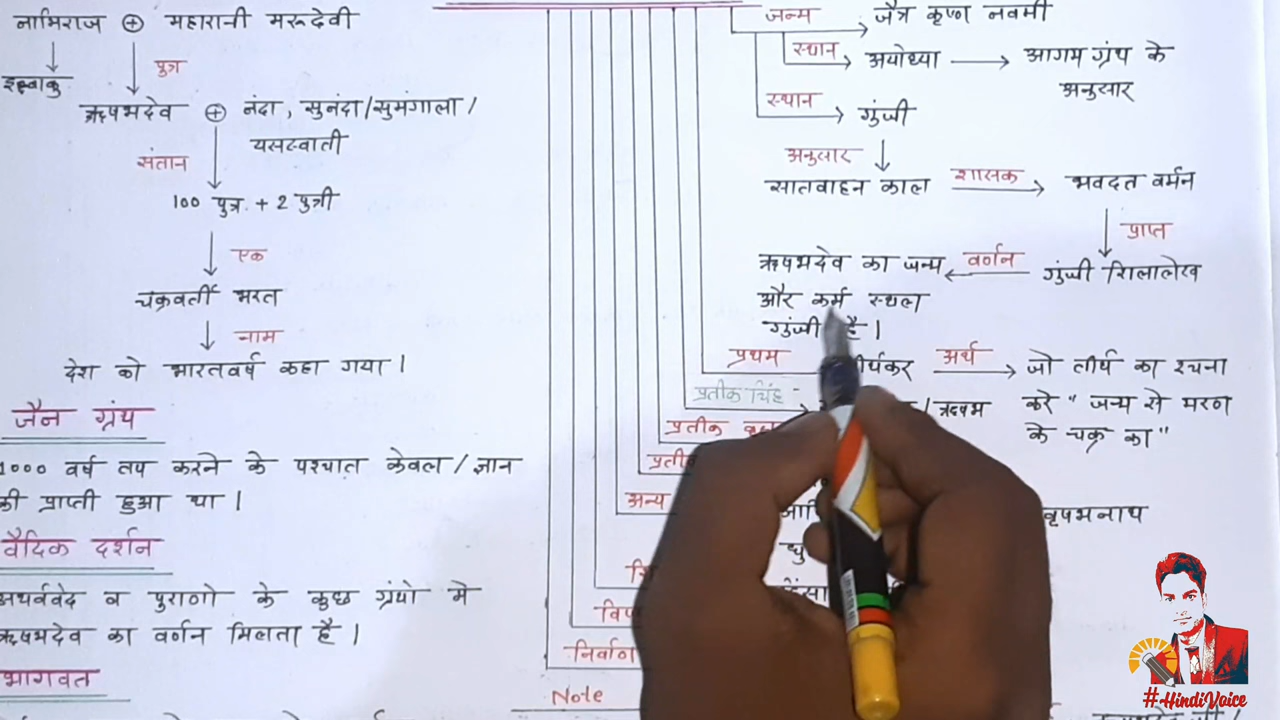 नाभिराज ⊕ महारानी मरूदेवी
इक्ष्वाकु
पुत्र
ऋषभदेव ⊕ नंदा, सुनंदा/सुमंगाला/
यसस्वाती
संतान
100 पुत्र + 2 पुत्री
एक
चक्रवर्ती भरत
नाम
देश को भारतवर्ष कहा गया।
जैन ग्रंथ
1000 वर्ष तप करने के पश्चात केवल/ज्ञान
की प्राप्ती हुआ था।
वैदिक दर्शन
अथर्ववेद व पुराणो के कुछ ग्रंथो मे
ऋषभदेव का वर्णन मिलता है।
भागवत
जन्म चैत्र कृष्ण नवमी
स्थान अयोध्या आगम ग्रंथ के
अनुसार
स्थान गुंजी
अनुसार
सातवाहन काल शासक भवदत वर्मन
प्राप्त
ऋषभदेव का जन्म वर्णन गुंजी शिलालेख
और कर्म स्थल
गुंजी है।
प्रथम अर्थ जो तीर्थ का रचना
प्रतीक चिंह /ऋषभ करे "जन्म से मरण
के चक्र का"
प्रतीक
अन्य वृषभनाथ
निर्वाण
Note
#HindiVoice